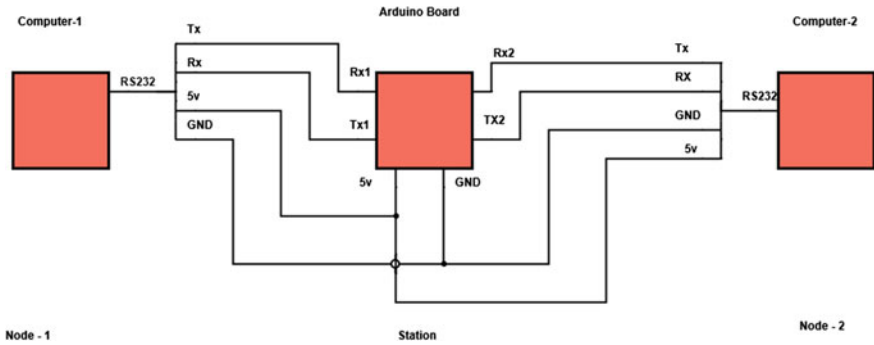 Arduino Board
Computer-1
Computer-2
Tx
Rx2
Tx
Rx
Rx1
RX
RS232
RS232
5v
GND
Tx1
TX2
GND
5v
5v
GND
Node - 1
Station
Node - 2